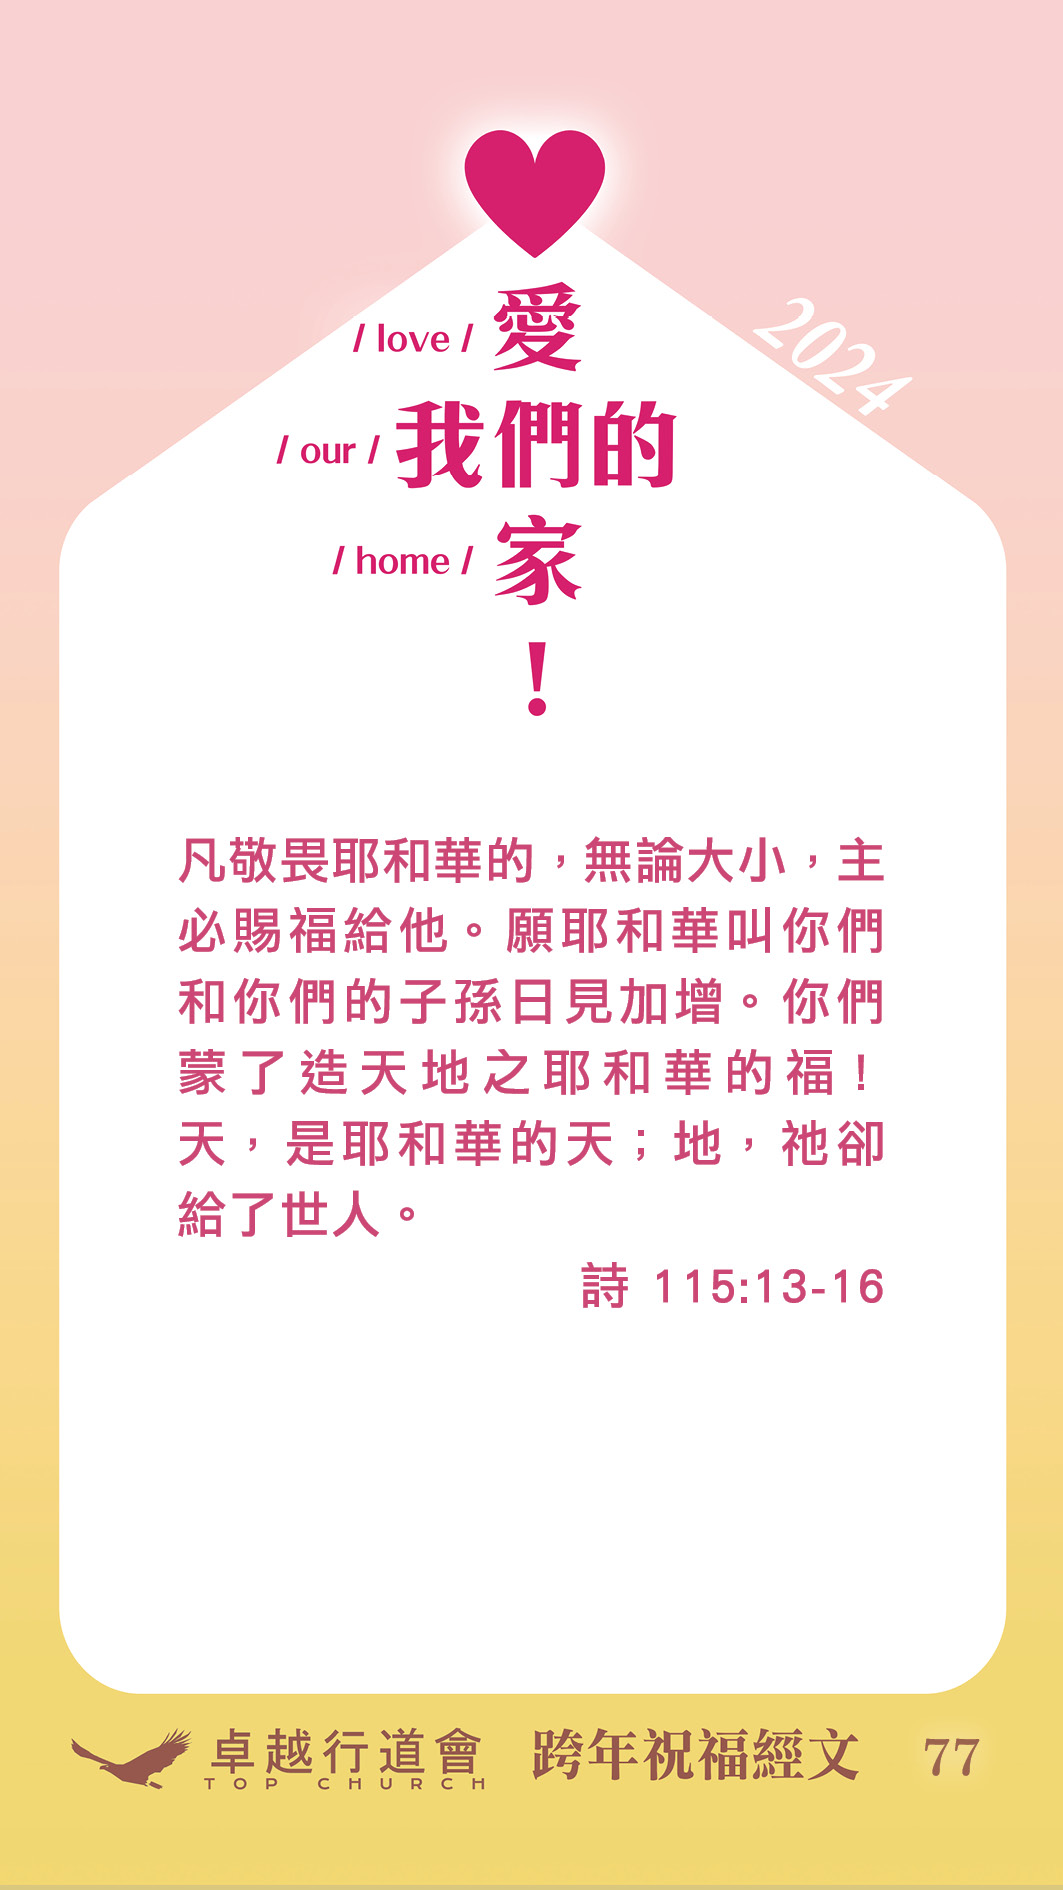 / love / 愛
2024
/ our / 我們的
/ home / 家
!
凡敬畏耶和華的，無論大小，主
必賜福給他。願耶和華叫你們
和你們的子孫日見加增。你們
蒙了造天地之耶和華的福！
天，是耶和華的天；地，祂卻
給了世人。
詩 115:13-16
卓越行道會 跨年祝福經文 77
TOP CHURCH